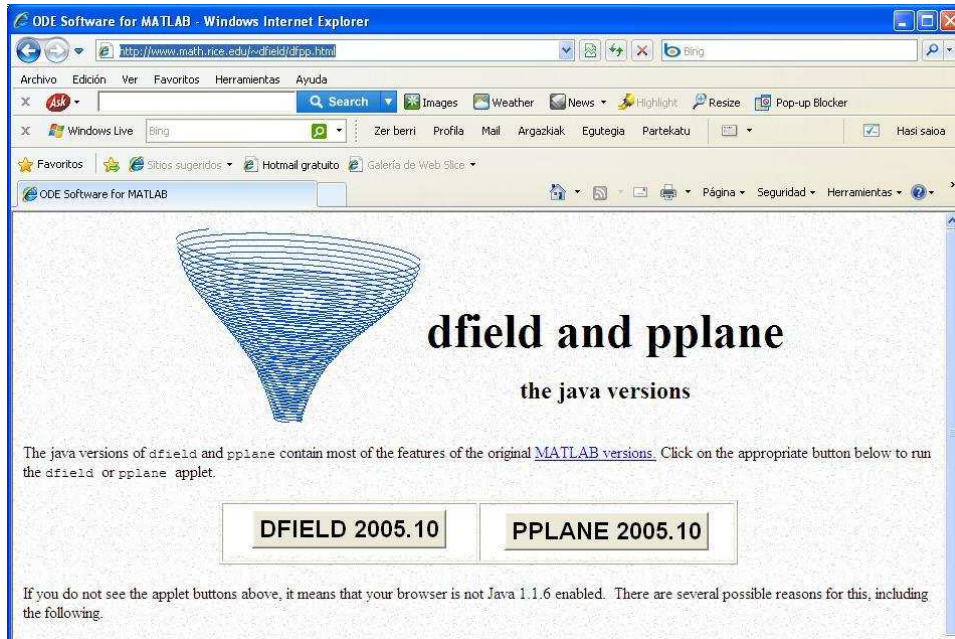 ODE Software for MATLAB - Windows Internet Explorer
http://www.math.rice.edu/~dfield/dfpp.html
Bing
Archivo Edición Ver Favoritos Herramientas Ayuda
X Ask Search Images Weather News Highlight Resize Pop-up Blocker
X Windows Live Bing Zer berri Profila Mail Argazkiak Egutegia Partekatu Hasi saioa
Favoritos Sitios sugeridos Hotmail gratuito Galería de Web Slice
ODE Software for MATLAB Página Seguridad Herramientas
dfield and pplane
the java versions
The java versions of dfield and pplane contain most of the features of the original MATLAB versions. Click on the appropriate button below to run
the dfield or pplane applet.
DFIELD 2005.10 PPLANE 2005.10
If you do not see the applet buttons above, it means that your browser is not Java 1.1.6 enabled. There are several possible reasons for this, including
the following.